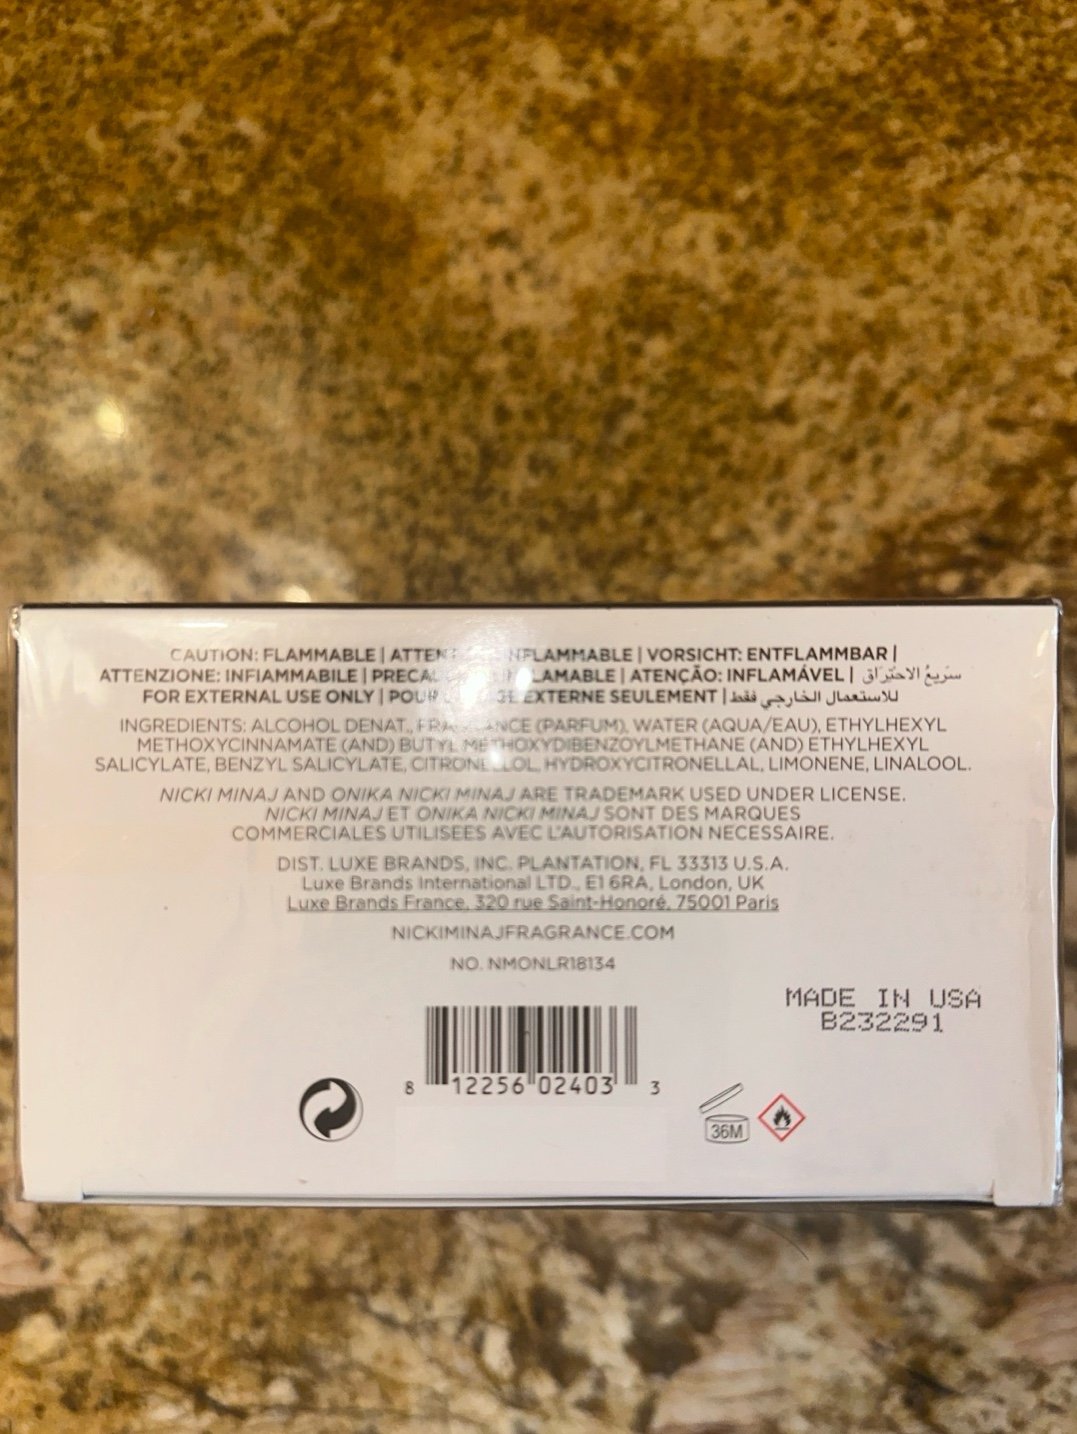 CAUTION: FLAMMABLE | ATTEN INFLAMMABLE | VORSICHT: ENTFLAMMBAR |
ATTENZIONE: INFIAMMABILE | LAMABLE | ATENÇÃO: INFLAMÁVEL | سَريعُ الاحتِراق
FOR EXTERNAL USE ONLY | POUR EXTERNE SEULEMENT | للاستعمال الخارجي فقط
INGREDIENTS: ALCOHOL DENAT., FRAGRANCE (PARFUM), WATER (AQUA/EAU), ETHYLHEXYL
METHOXYCINNAMATE (AND) BUTYL METHOXYDIBENZOYLMETHANE (AND) ETHYLHEXYL
SALICYLATE, BENZYL SALICYLATE, CITRONELLOL, HYDROXYCITRONELLAL, LIMONENE, LINALOOL.
NICKI MINAJ AND ONIKA NICKI MINAJ ARE TRADEMARK USED UNDER LICENSE.
NICKI MINAJ ET ONIKA NICKI MINAJ SONT DES MARQUES
COMMERCIALES UTILISEES AVEC L'AUTORISATION NECESSAIRE.
DIST. LUXE BRANDS, INC. PLANTATION, FL 33313 U.S.A.
Luxe Brands International LTD., E1 6RA, London, UK
Luxe Brands France, 320 rue Saint-Honoré, 75001 Paris
NICKIMINAJFRAGRANCE.COM
NO. NMONLR18134
MADE IN USA
B232291
8 12256 02403 3
36M